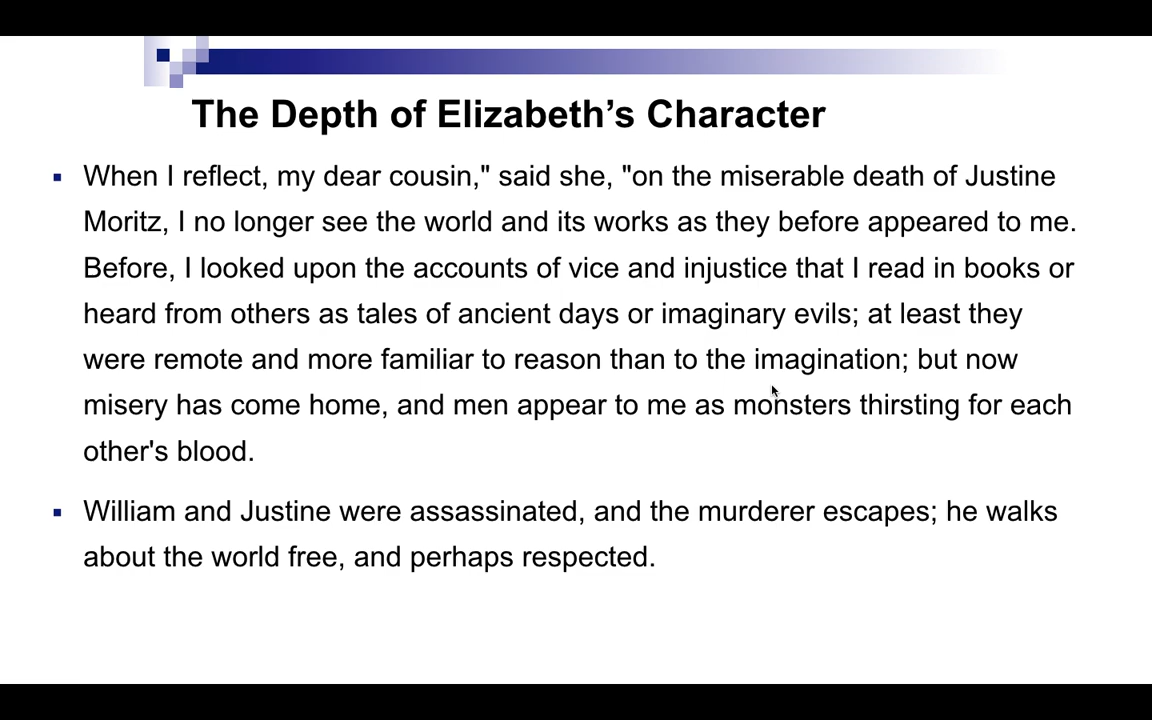 The Depth of Elizabeth’s Character
When I reflect, my dear cousin," said she, "on the miserable death of Justine
Moritz, I no longer see the world and its works as they before appeared to me.
Before, I looked upon the accounts of vice and injustice that I read in books or
heard from others as tales of ancient days or imaginary evils; at least they
were remote and more familiar to reason than to the imagination; but now
misery has come home, and men appear to me as monsters thirsting for each
other's blood.
William and Justine were assassinated, and the murderer escapes; he walks
about the world free, and perhaps respected.